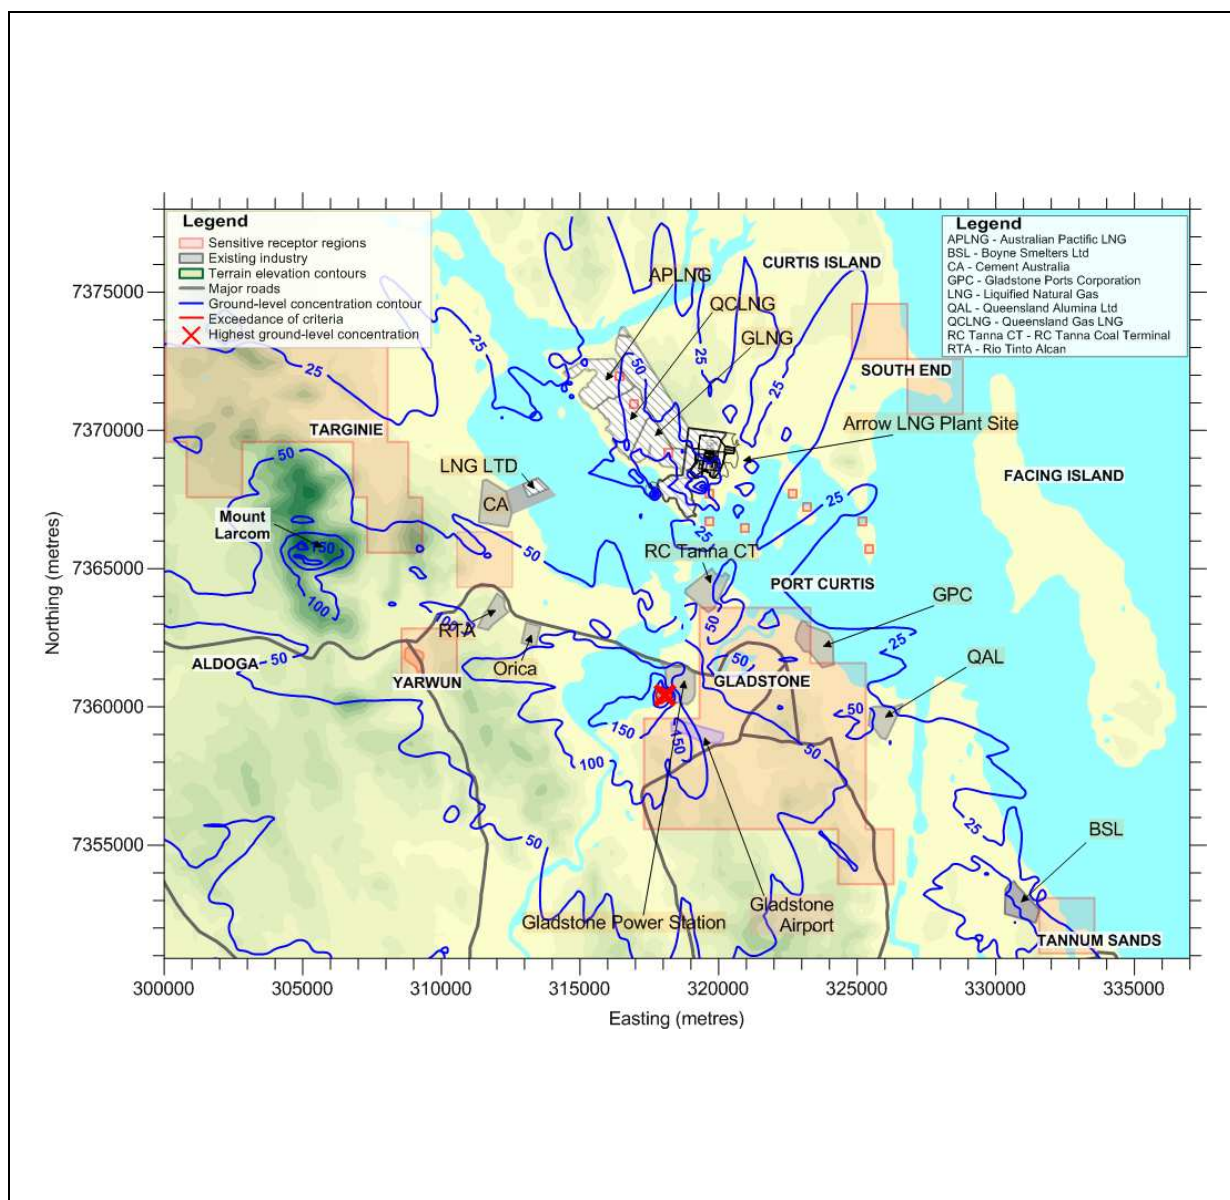 Legend
Sensitive receptor regions
Existing industry
Terrain elevation contours
Major roads
Ground-level concentration contour
Exceedance of criteria
Highest ground-level concentration
Legend
APLNG - Australian Pactific LNG
BSL - Boyne Smelters Ltd
CA - Cement Australia
GPC - Gladstone Ports Corporation
LNG - Liquified Natural Gas
QAL - Queensland Alumina Ltd
QCLNG - Queensland Gas LNG
RC Tanna CT - RC Tanna Coal Terminal
RTA - Rio Tinto Alcan
CURTIS ISLAND
APLNG
QCLNG
GLNG
25
25
25
25
50
SOUTH END
Arrow LNG Plant Site
TARGINIE
50
LNG LTD
CA
FACING ISLAND
25
Mount
Larcom
150
50
25
RC Tanna CT
100
PORT CURTIS
GPC
100
RTA
50
25
Orica
ALDOGA
50
YARWUN
50
GLADSTONE
QAL
150
150
50
100
50
50
25
BSL
Gladstone Power Station
Gladstone
Airport
TANNUM SANDS
7375000
7370000
7365000
7360000
7355000
Northing (metres)
300000
305000
310000
315000
320000
325000
330000
335000
Easting (metres)